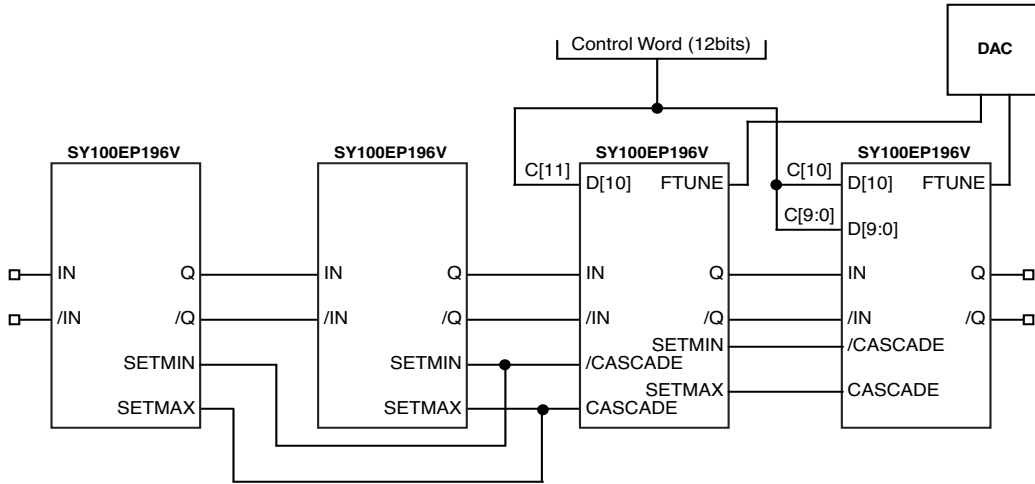 Control Word (12bits)
DAC
SY100EP196V
SY100EP196V
SY100EP196V
SY100EP196V
C[11]
D[10]
FTUNE
C[10]
D[10]
FTUNE
C[9:0]
D[9:0]
IN
Q
IN
Q
IN
Q
IN
Q
/IN
/Q
/IN
/Q
/IN
/Q
/IN
/Q
SETMIN
/CASCADE
SETMIN
SETMIN
/CASCADE
SETMAX
CASCADE
SETMAX
SETMAX
CASCADE